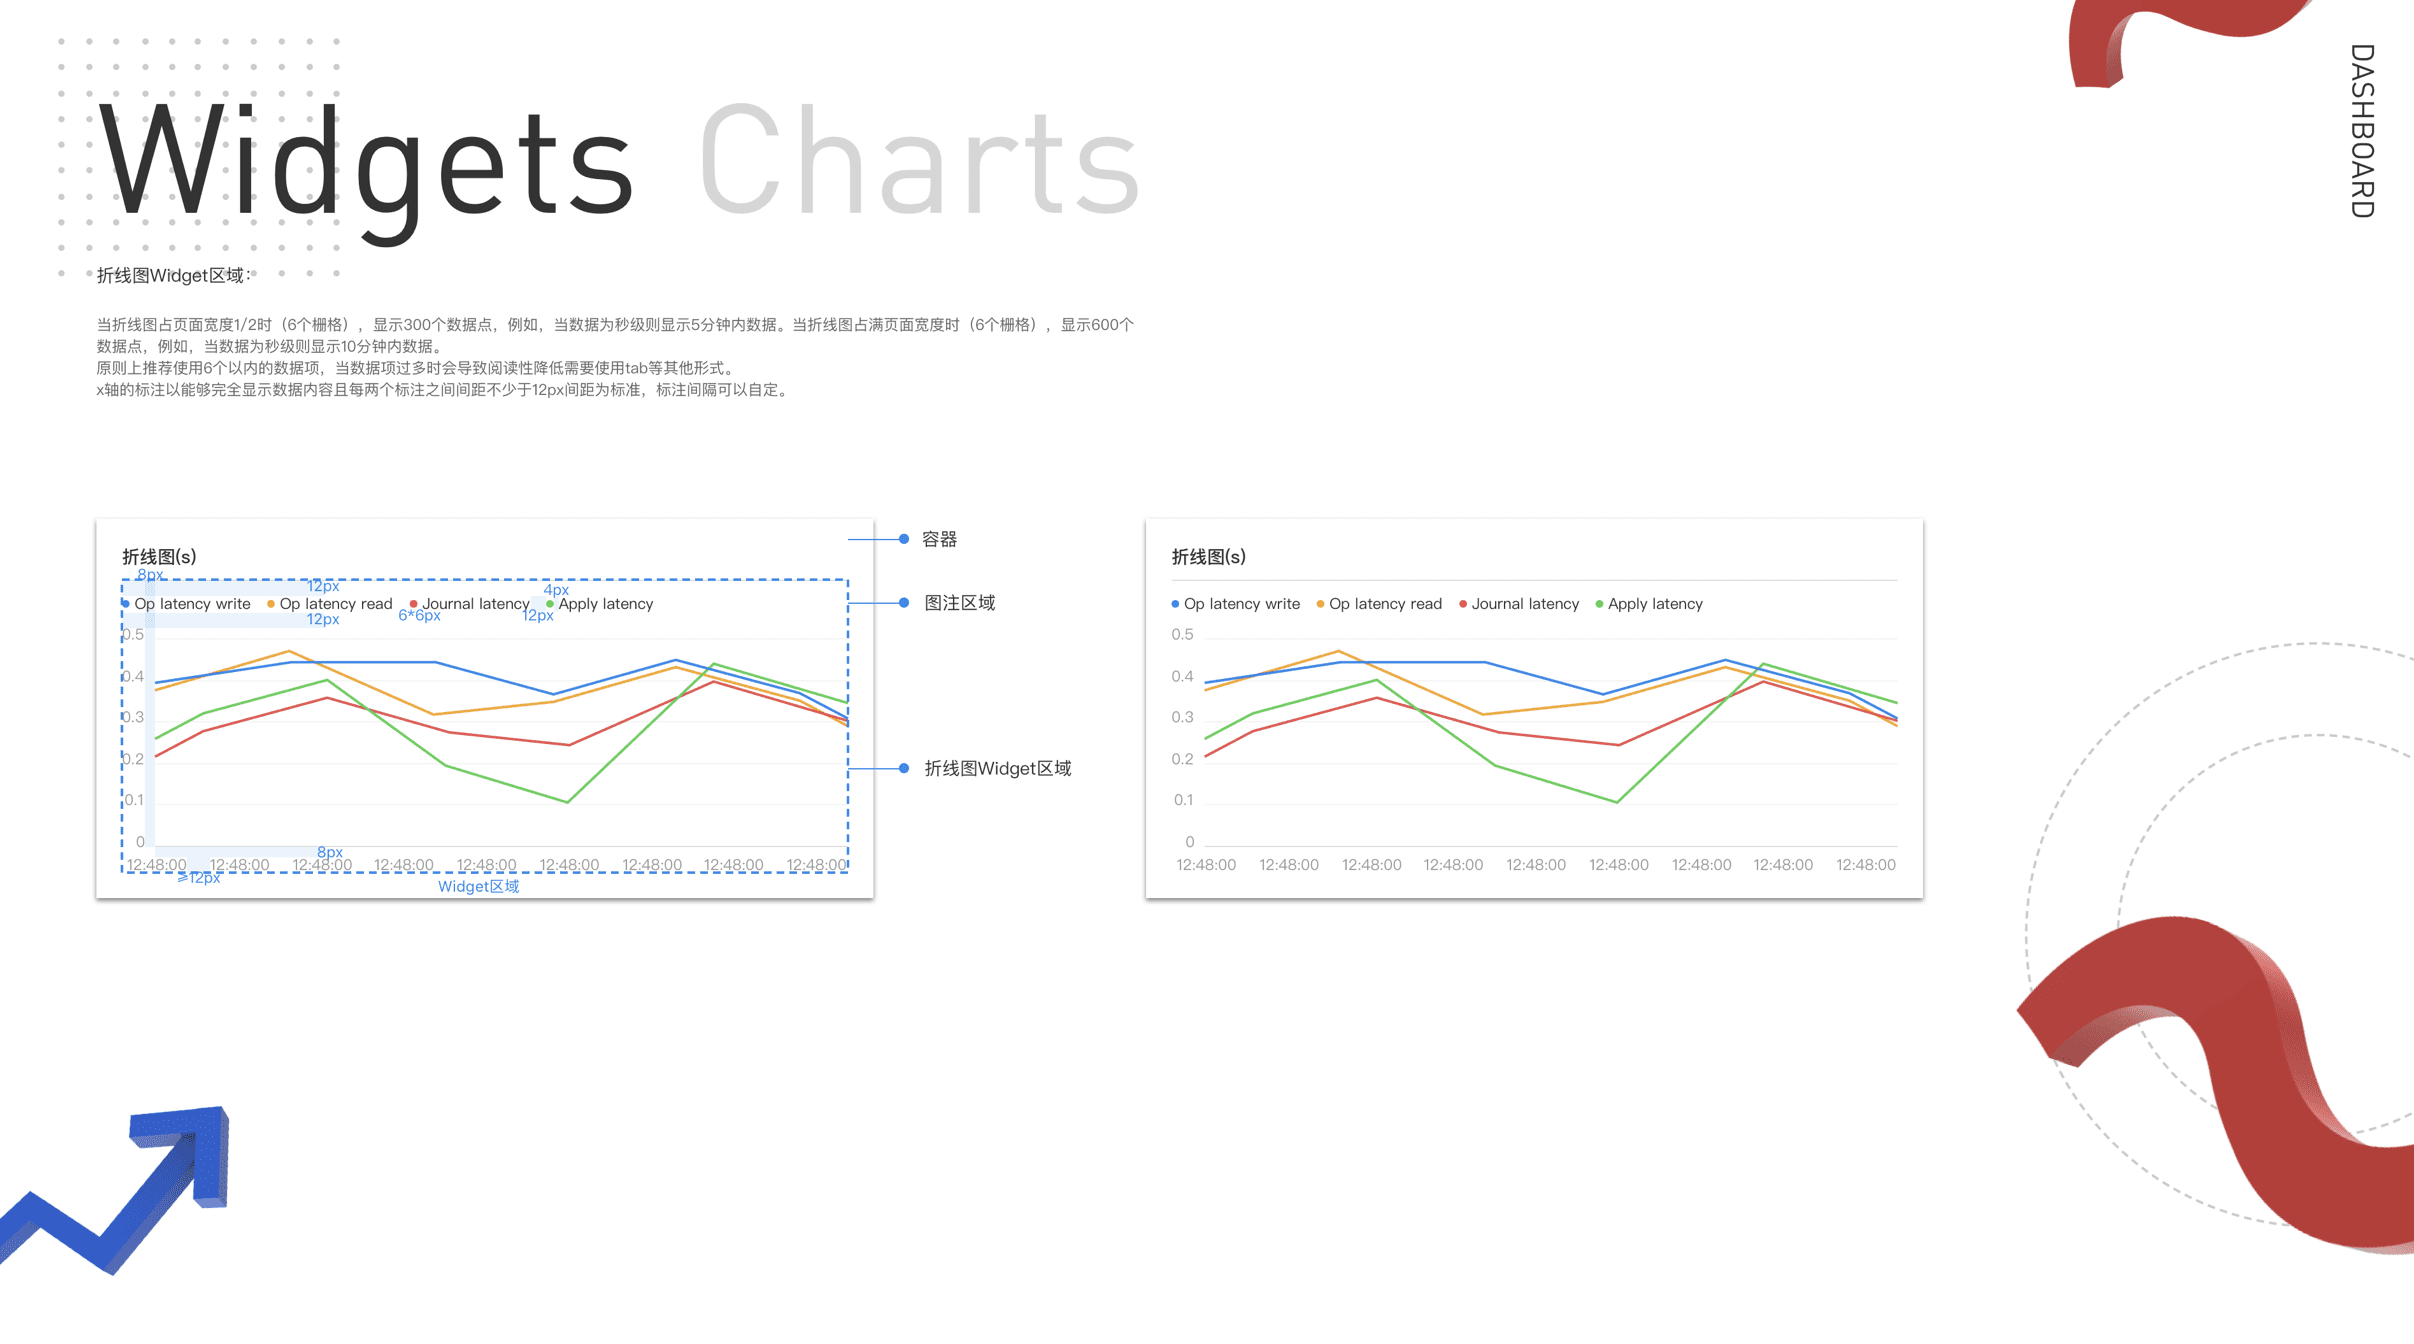 DASHBOARD
Widgets Charts
折线图Widget区域：
当折线图占页面宽度1/2时（6个栅格），显示300个数据点，例如，当数据为秒级则显示5分钟内数据。当折线图占满页面宽度时（6个栅格），显示600个
数据点，例如，当数据为秒级则显示10分钟内数据。
原则上推荐使用6个以内的数据项，当数据项过多时会导致阅读性降低需要使用tab等其他形式。
x轴的标注以能够完全显示数据内容且每两个标注之间间距不少于12px间距为标准，标注间隔可以自定。
折线图(s)
8px
12px
4px
Op latency write Op latency read Journal latency Apply latency
12px
6*6px
12px
0.5
0.4
0.3
0.2
0.1
0
8px
12:48:00 12:48:00 12:48:00 12:48:00 12:48:00 12:48:00 12:48:00 12:48:00 12:48:00
≥12px
Widget区域
容器
图注区域
折线图Widget区域
折线图(s)
Op latency write Op latency read Journal latency Apply latency
0.5
0.4
0.3
0.2
0.1
0
12:48:00 12:48:00 12:48:00 12:48:00 12:48:00 12:48:00 12:48:00 12:48:00 12:48:00